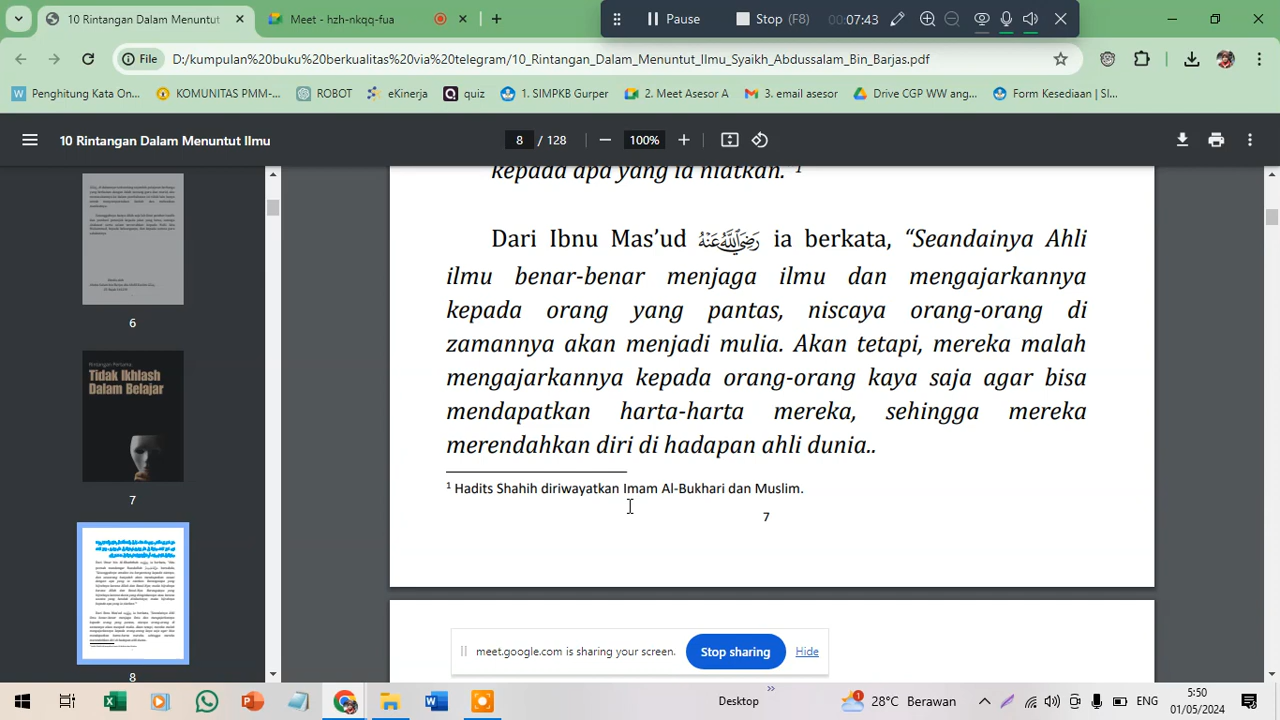 10 Rintangan Dalam Menuntut
Meet - hzh-nkqq-fua
Pause
Stop (F8)
00:07:43
File
D:/kumpulan%20buku%20berkualitas%20via%20telegram/10_Rintangan_Dalam_Menuntut_Ilmu_Syaikh_Abdussalam_Bin_Barjas.pdf
Penghitung Kata On...
KOMUNITAS PMM-...
ROBOT
eKinerja
quiz
1. SIMPKB Gurper
2. Meet Asesor A
3. email asesor
Drive CGP WW ang...
Form Kesediaan | Sl...
10 Rintangan Dalam Menuntut Ilmu
8 / 128
100%
6
Rintangan Pertama
Tidak Ikhlash
Dalam Belajar
7
8
kepada apa yang ia niatkan." 1
Dari Ibnu Mas’ud رَضِيَ اللَّهُ عَنْهُ ia berkata, “Seandainya Ahli
ilmu benar-benar menjaga ilmu dan mengajarkannya
kepada orang yang pantas, niscaya orang-orang di
zamannya akan menjadi mulia. Akan tetapi, mereka malah
mengajarkannya kepada orang-orang kaya saja agar bisa
mendapatkan harta-harta mereka, sehingga mereka
merendahkan diri di hadapan ahli dunia..
1 Hadits Shahih diriwayatkan Imam Al-Bukhari dan Muslim.
7
meet.google.com is sharing your screen.
Stop sharing
Hide
Desktop
28°C Berawan
ENG
5:50
01/05/2024